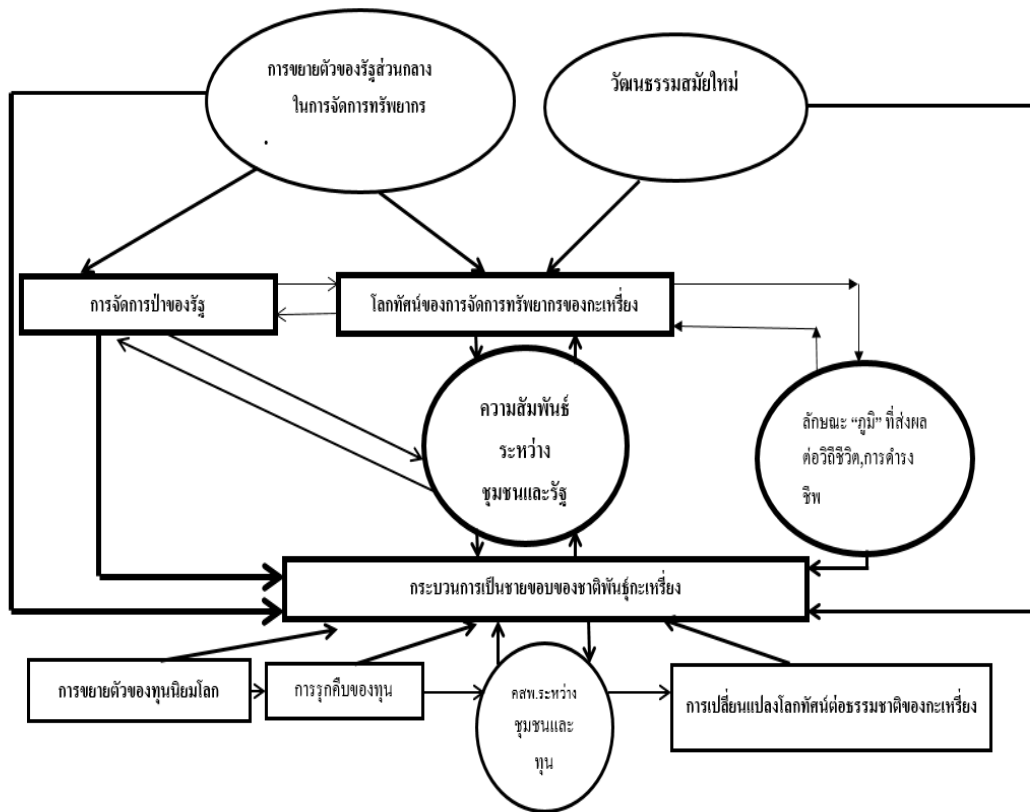 การขยายตัวของรัฐส่วนกลาง
ในการจัดการทรัพยากร
.
วัฒนธรรมสมัยใหม่
การจัดการป่าของรัฐ
โลกทัศน์ของการจัดการทรัพยากรของกะเหรี่ยง
ความสัมพันธ์
ระหว่าง
ชุมชนและรัฐ
ลักษณะ “ภูมิ” ที่ส่งผล
ต่อวิถีชีวิต,การดำรง
ชีพ
กระบวนการเป็นชายขอบของชาติพันธุ์กะเหรี่ยง
การขยายตัวของทุนนิยมโลก
การรุกคืบของทุน
คสพ.ระหว่าง
ชุมชนและ
ทุน
การเปลี่ยนแปลงโลกทัศน์ต่อธรรมชาติของกะเหรี่ยง